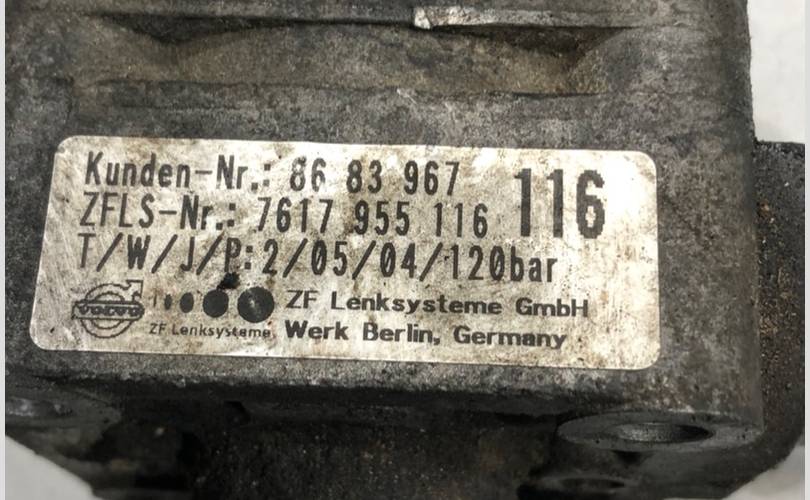 Kunden-Nr.: 86 83 967
116
ZFLS-Nr.: 7617 955 116
T/W/J/P:2/05/04/120bar
VOLVO
ZF Lenksysteme
ZF Lenksysteme GmbH
Werk Berlin, Germany